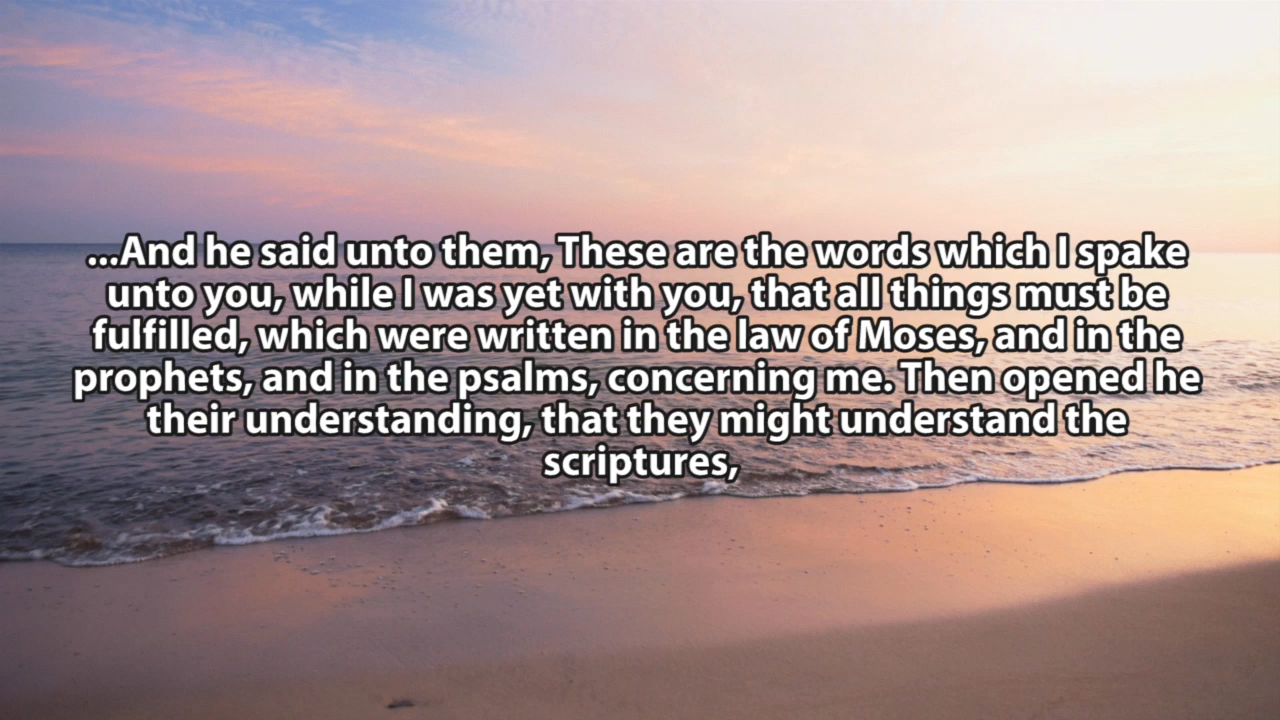 ...And he said unto them, These are the words which I spake
unto you, while I was yet with you, that all things must be
fulfilled, which were written in the law of Moses, and in the
prophets, and in the psalms, concerning me. Then opened he
their understanding, that they might understand the
scriptures,